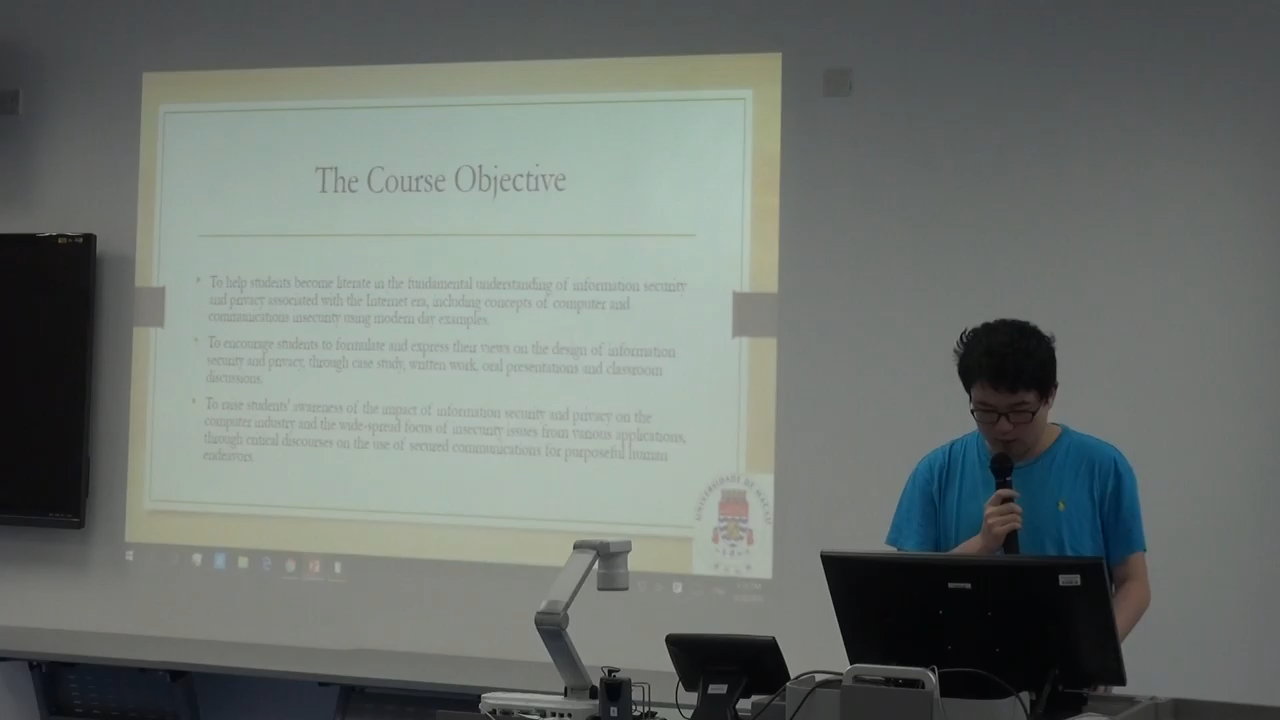 The Course Objective
• To help students become literate in the fundamental understanding of information security
and privacy associated with the Internet era, including concepts of computer and
communications insecurity using modern day examples.
• To encourage students to formulate and express their views on the design of information
security and privacy, through case study, written work, oral presentations and classroom
discussions.
• To raise students' awareness of the impact of information security and privacy on the
computer industry and the wide-spread focus of insecurity issues from various applications,
through critical discourses on the use of secured communications for purposeful human
endeavors.
UNIVERSIDADE DE MACAU